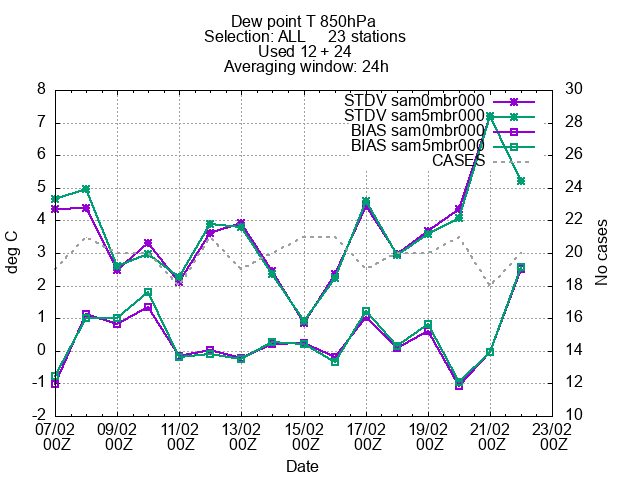 Dew point T 850hPa
Selection: ALL     23 stations
Used 12 + 24
Averaging window: 24h
8
7
6
5
4
3
2
1
0
-1
-2
deg C
30
28
26
24
22
20
18
16
14
12
10
No cases
STDV sam0mbr000
STDV sam5mbr000
BIAS sam0mbr000
BIAS sam5mbr000
CASES
07/02 09/02 11/02 13/02 15/02 17/02 19/02 21/02 23/02
00Z 00Z 00Z 00Z 00Z 00Z 00Z 00Z 00Z
Date